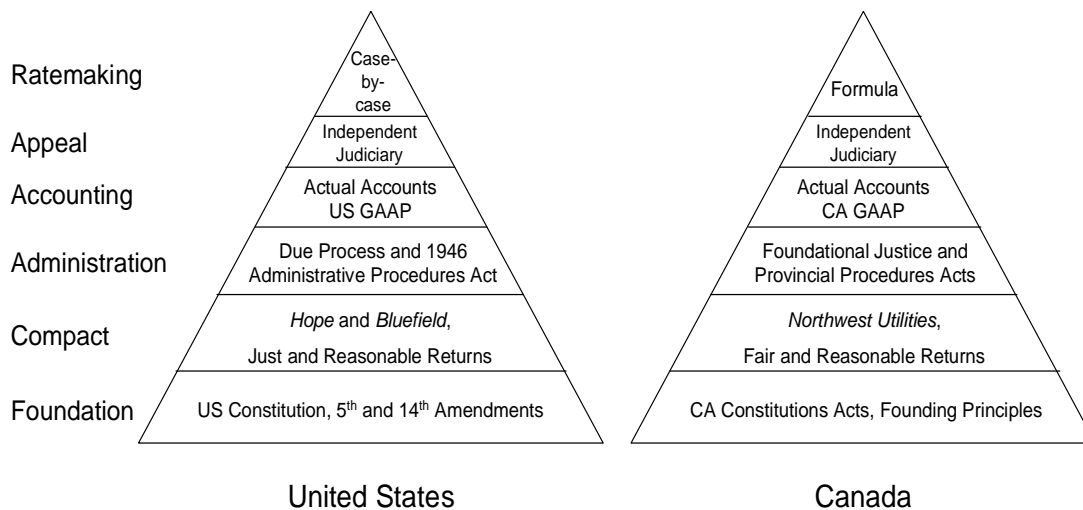 Ratemaking
Case-
by-
case
Formula
Appeal
Independent
Judiciary
Independent
Judiciary
Accounting
Actual Accounts
US GAAP
Actual Accounts
CA GAAP
Administration
Due Process and 1946
Administrative Procedures Act
Foundational Justice and
Provincial Procedures Acts
Compact
Hope and Bluefield,
Just and Reasonable Returns
Northwest Utilities,
Fair and Reasonable Returns
Foundation
US Constitution, 5th and 14th Amendments
CA Constitutions Acts, Founding Principles
United States
Canada